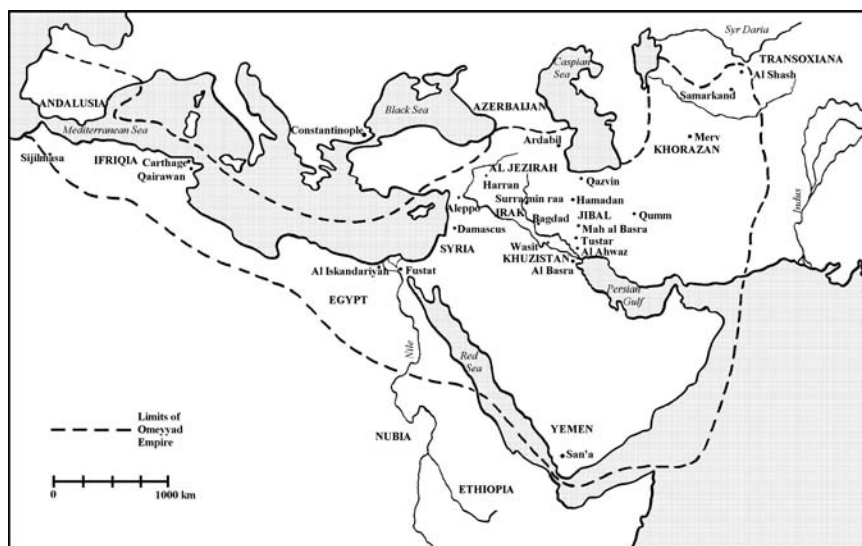 Syr Daria
TRANSOXIANA
Al Shash
Caspian
Sea
Samarkand
ANDALUSIA
Black Sea
AZERBAIJAN
Mediterranean Sea
Constantinople
Merv
KHORAZAN
Ardabil
Sijilmasa
IFRIQIA
Carthage
Qairawan
AL JEZIRAH
Harran
Qazvin
Surramin raa
Hamadan
Aleppo
IRAK
Bagdad
JIBAL
Qumm
Indus
Damascus
Mah al Basra
SYRIA
Wasit
Tustar
Al Ahwaz
KHUZISTAN
Al Basra
Al Iskandariyah
Fustat
Persian
Gulf
EGYPT
Nile
Red
Sea
Limits of
Omeyyad
Empire
NUBIA
YEMEN
San'a
0
1000 km
ETHIOPIA